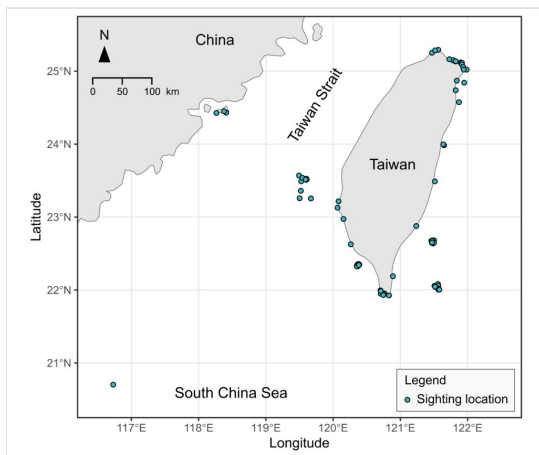 N
China
0 50 100 km
Taiwan Strait
Taiwan
South China Sea
Legend
Sighting location
25°N
24°N
23°N
22°N
21°N
Latitude
117°E 118°E 119°E 120°E 121°E 122°E
Longitude